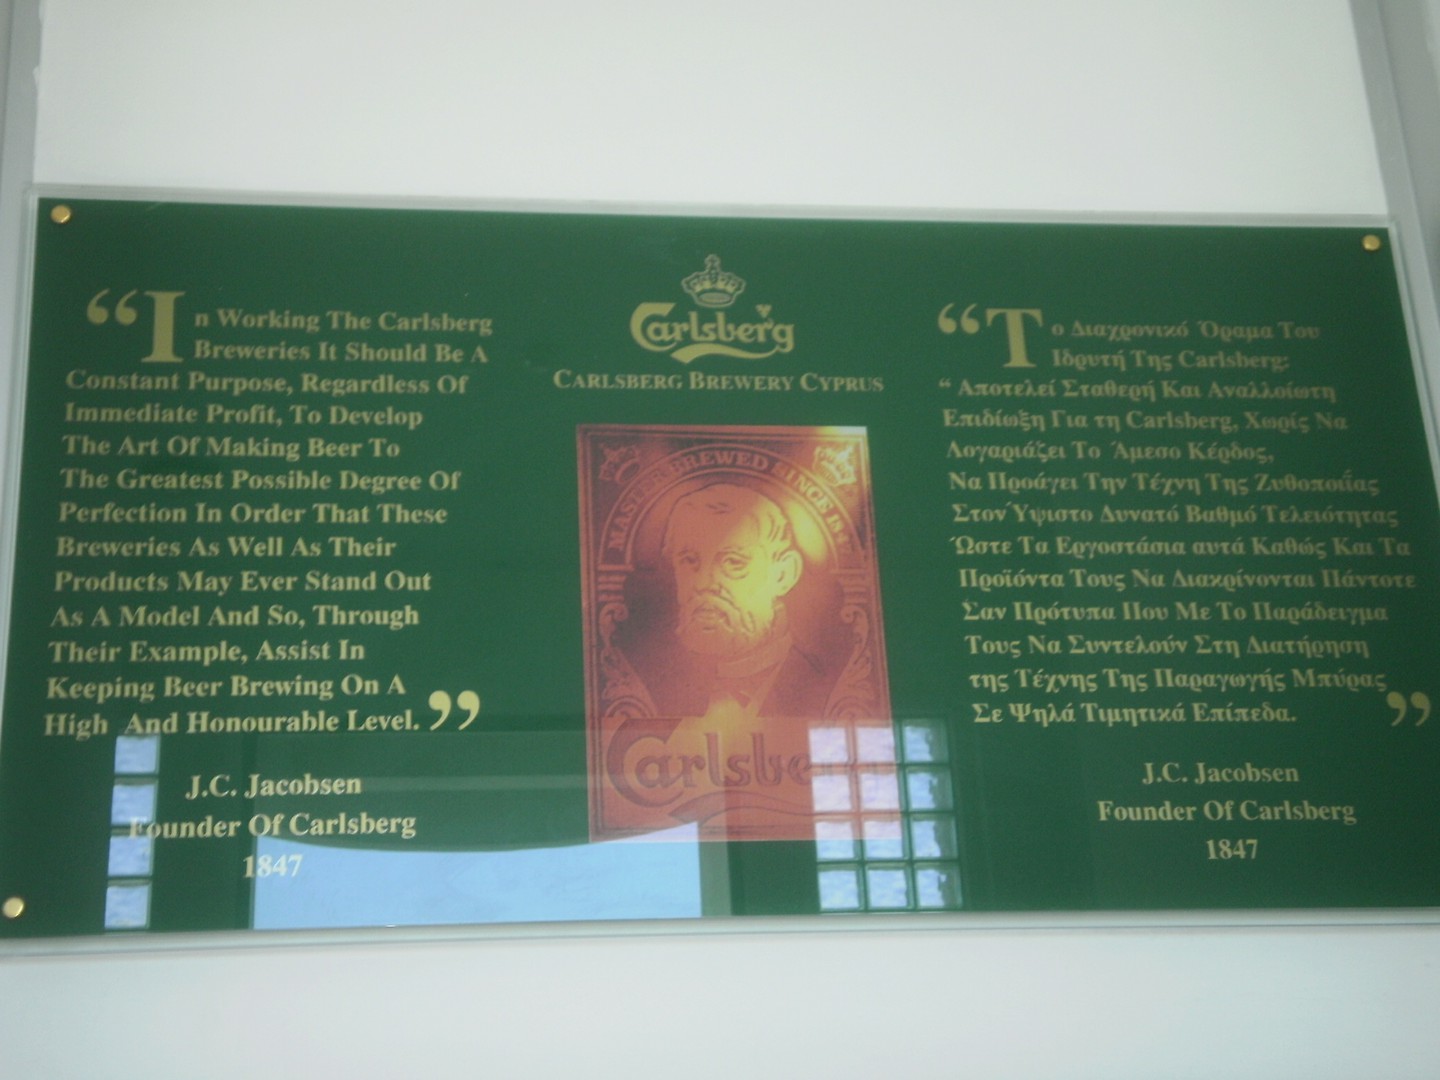 “In Working The Carlsberg
Breweries It Should Be A
Constant Purpose, Regardless Of
Immediate Profit, To Develop
The Art Of Making Beer To
The Greatest Possible Degree Of
Perfection In Order That These
Breweries As Well As Their
Products May Ever Stand Out
As A Model And So, Through
Their Example, Assist In
Keeping Beer Brewing On A
High And Honourable Level.”
J.C. Jacobsen
Founder Of Carlsberg
1847
Carlsberg
CARLSBERG BREWERY CYPRUS
MASTER BREWED SINCE 1847
Carlsberg
“Το Διαχρονικό Όραμα Του
Ιδρυτή Της Carlsberg:
“ Αποτελεί Σταθερή Και Αναλλοίωτη
Επιδίωξη Για τη Carlsberg, Χωρίς Να
Λογαριάζει Το Άμεσο Κέρδος,
Να Προάγει Την Τέχνη Της Ζυθοποιΐας
Στον Ύψιστο Δυνατό Βαθμό Τελειότητας
Ώστε Τα Εργοστάσια αυτά Καθώς Και Τα
Προϊόντα Τους Να Διακρίνονται Πάντοτε
Σαν Πρότυπα Που Με Το Παράδειγμα
Τους Να Συντελούν Στη Διατήρηση
της Τέχνης Της Παραγωγής Μπύρας
Σε Ψηλά Τιμητικά Επίπεδα.”
J.C. Jacobsen
Founder Of Carlsberg
1847